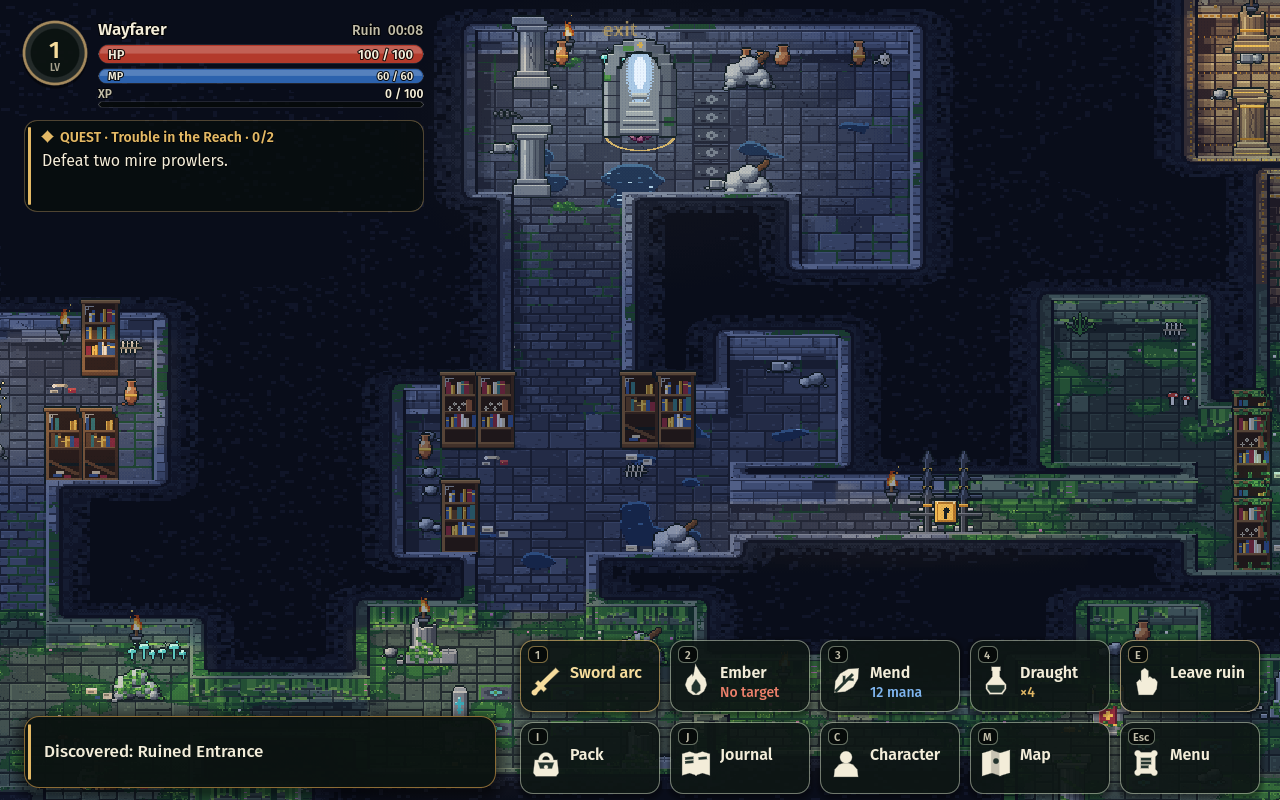 Wayfarer
Ruin 00:08
1
LV
HP 100 / 100
MP 60 / 60
XP 0 / 100
QUEST · Trouble in the Reach · 0/2
Defeat two mire prowlers.
exit
1 Sword arc
2 Ember
No target
3 Mend
12 mana
4 Draught
×4
E Leave ruin
Discovered: Ruined Entrance
I Pack
J Journal
C Character
M Map
Esc Menu